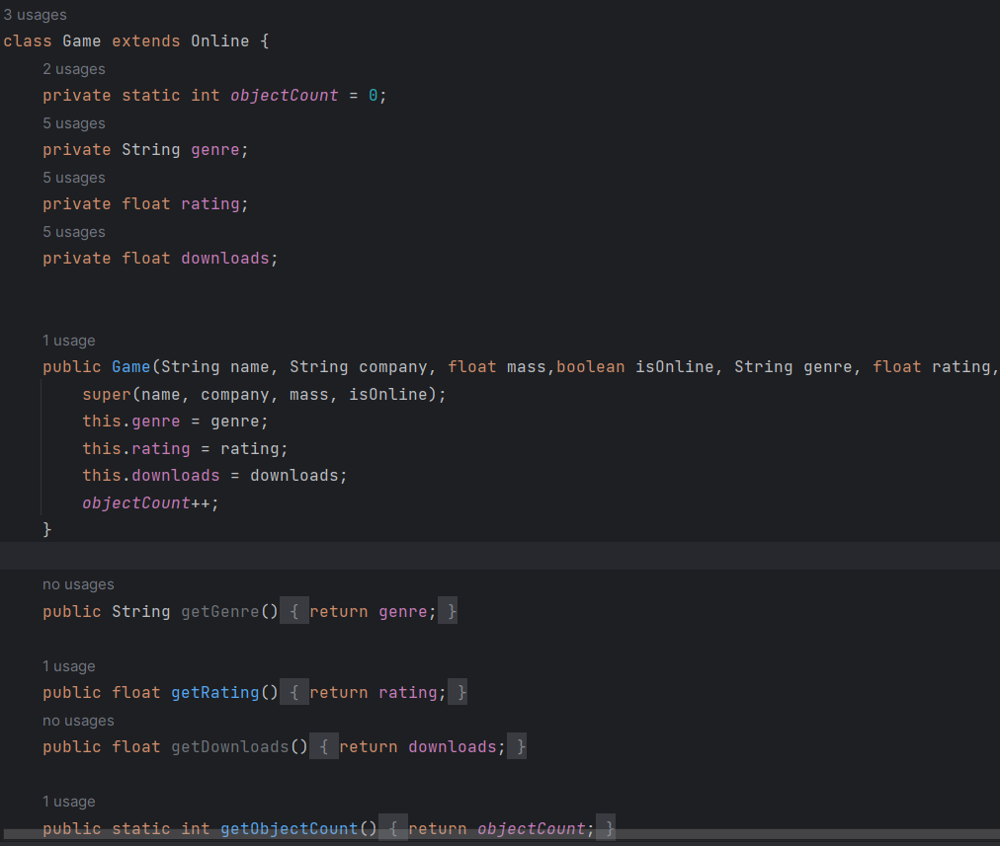 3 usages
class Game extends Online {
2 usages
private static int objectCount = 0;
5 usages
private String genre;
5 usages
private float rating;
5 usages
private float downloads;
1 usage
public Game(String name, String company, float mass,boolean isOnline, String genre, float rating,
super(name, company, mass, isOnline);
this.genre = genre;
this.rating = rating;
this.downloads = downloads;
objectCount++;
}
no usages
public String getGenre() { return genre; }
1 usage
public float getRating() { return rating; }
no usages
public float getDownloads() { return downloads; }
1 usage
public static int getObjectCount() { return objectCount; }